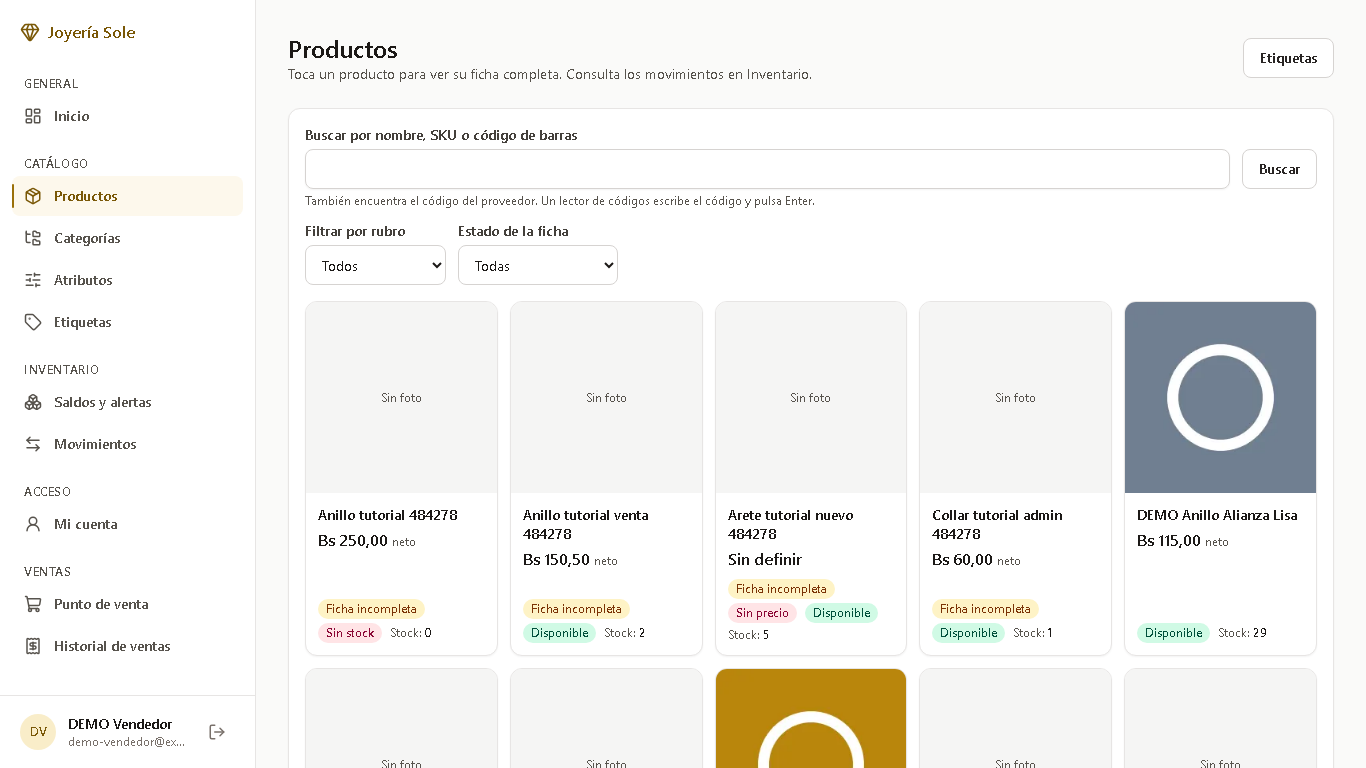 Joyería Sole
GENERAL
Inicio
CATÁLOGO
Productos
Categorías
Atributos
Etiquetas
INVENTARIO
Saldos y alertas
Movimientos
ACCESO
Mi cuenta
VENTAS
Punto de venta
Historial de ventas
DV
DEMO Vendedor
demo-vendedor@ex...
Productos
Toca un producto para ver su ficha completa. Consulta los movimientos en Inventario.
Etiquetas
Buscar por nombre, SKU o código de barras
Buscar
También encuentra el código del proveedor. Un lector de códigos escribe el código y pulsa Enter.
Filtrar por rubro
Todos
Estado de la ficha
Todas
Sin foto
Anillo tutorial 484278
Bs 250,00 neto
Ficha incompleta
Sin stock Stock: 0
Sin foto
Anillo tutorial venta
484278
Bs 150,50 neto
Ficha incompleta
Disponible Stock: 2
Sin foto
Arete tutorial nuevo
484278
Sin definir
Ficha incompleta
Sin precio Disponible
Stock: 5
Sin foto
Collar tutorial admin
484278
Bs 60,00 neto
Ficha incompleta
Disponible Stock: 1
DEMO Anillo Alianza Lisa
Bs 115,00 neto
Disponible Stock: 29
Sin foto
Sin foto
Sin foto
Sin foto